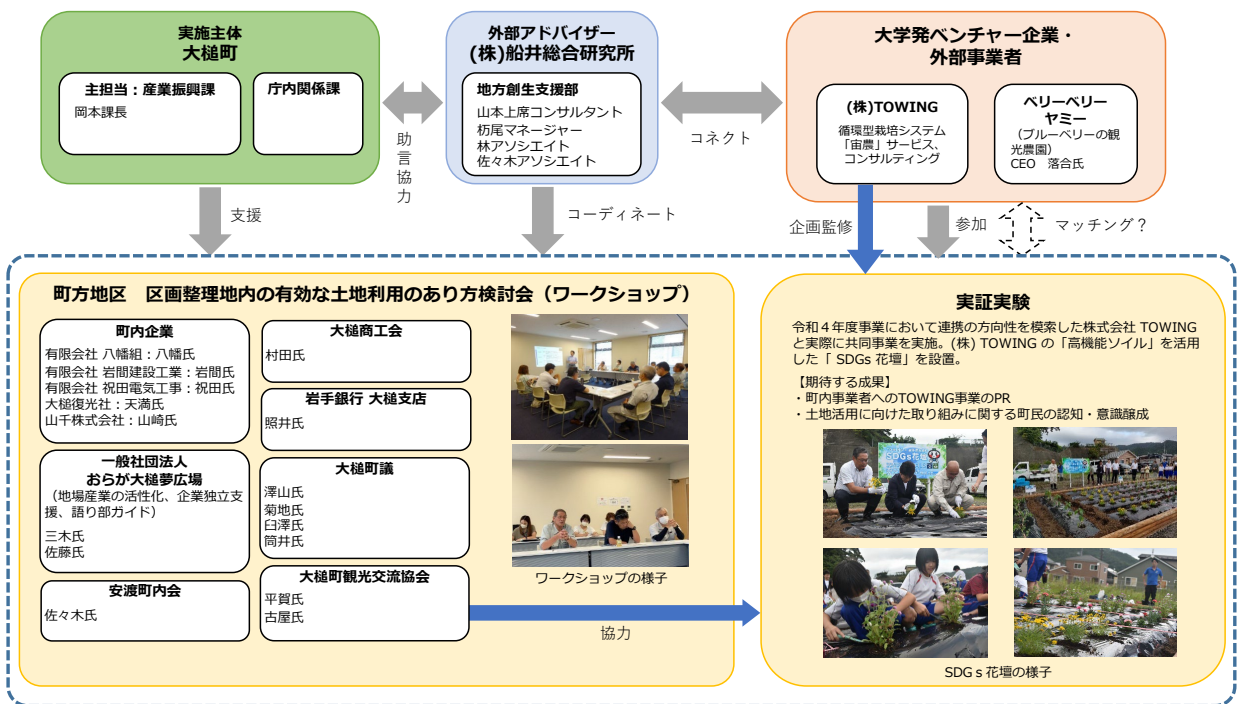 実施主体
大槌町
主担当：産業振興課
岡本課長
庁内関係課
助言協力
外部アドバイザー
(株)船井総合研究所
地方創生支援部
山本上席コンサルタント
栃尾マネージャー
林アソシエイト
佐々木アソシエイト
コネクト
大学発ベンチャー企業・
外部事業者
(株)TOWING
循環型栽培システム
「宙農」サービス、
コンサルティング
ベリーベリー
ヤミー
（ブルーベリーの観
光農園）
CEO　落合氏
支援
コーディネート
企画監修
参加
マッチング？
町方地区　区画整理地内の有効な土地利用のあり方検討会（ワークショップ）
町内企業
有限会社 八幡組：八幡氏
有限会社 岩間建設工業：岩間氏
有限会社 祝田電気工事：祝田氏
大槌復光社：天満氏
山千株式会社：山崎氏
一般社団法人
おらが大槌夢広場
（地場産業の活性化、企業独立支
援、語り部ガイド）
三木氏
佐藤氏
安渡町内会
佐々木氏
大槌商工会
村田氏
岩手銀行 大槌支店
照井氏
大槌町議
澤山氏
菊地氏
臼澤氏
筒井氏
大槌町観光交流協会
平賀氏
古屋氏
ワークショップの様子
協力
実証実験
令和４年度事業において連携の方向性を模索した株式会社 TOWING
と実際に共同事業を実施。(株) TOWING の「高機能ソイル」を活用
した「 SDGs 花壇」を設置。
【期待する成果】
・町内事業者へのTOWING事業のPR
・土地活用に向けた取り組みに関する町民の認知・意識醸成
SDGs花壇
SDGｓ花壇の様子